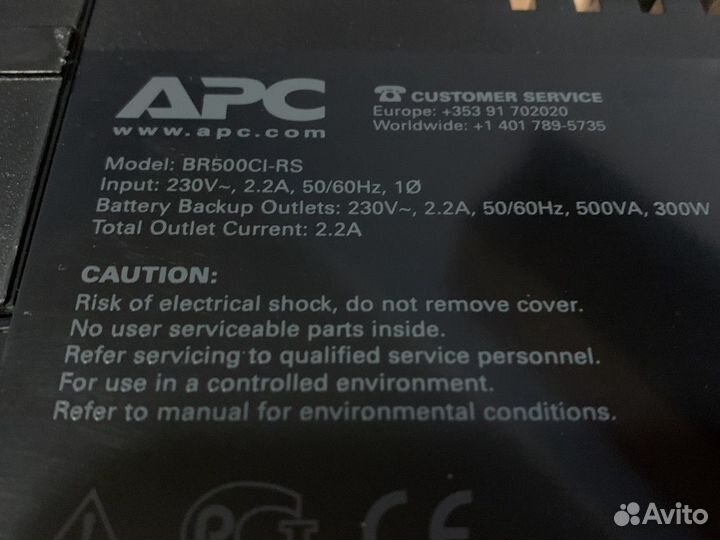 APC
www.apc.com
☎ CUSTOMER SERVICE
Europe: +353 91 702020
Worldwide: +1 401 789-5735
Model: BR500CI-RS
Input: 230V~, 2.2A, 50/60Hz, 1Ø
Battery Backup Outlets: 230V~, 2.2A, 50/60Hz, 500VA, 300W
Total Outlet Current: 2.2A
CAUTION:
Risk of electrical shock, do not remove cover.
No user serviceable parts inside.
Refer servicing to qualified service personnel.
For use in a controlled environment.
Refer to manual for environmental conditions.
CE
Avito